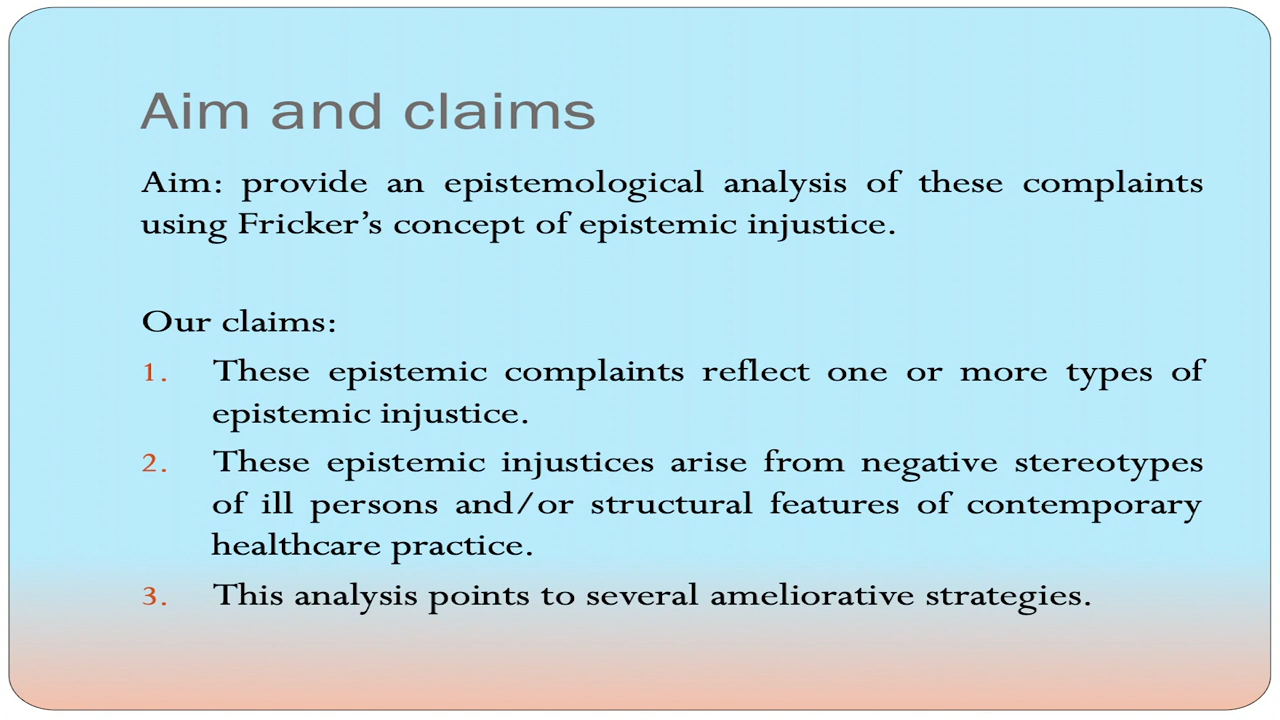 Aim and claims
Aim: provide an epistemological analysis of these complaints
using Fricker’s concept of epistemic injustice.
Our claims:
1. These epistemic complaints reflect one or more types of
epistemic injustice.
2. These epistemic injustices arise from negative stereotypes
of ill persons and/or structural features of contemporary
healthcare practice.
3. This analysis points to several ameliorative strategies.